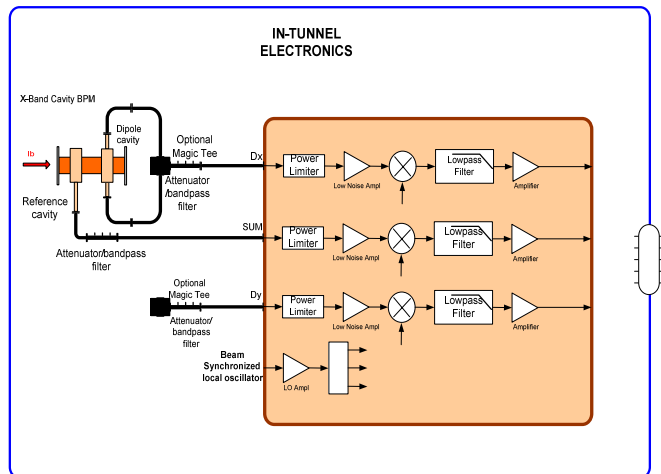 IN-TUNNEL
ELECTRONICS
X-Band Cavity BPM
Dipole
cavity
Ib
Optional
Magic Tee
Dx
Attenuator
/bandpass
filter
Reference
cavity
SUM
Attenuator/bandpass
filter
Power
Limiter
Low Noise Ampl
Lowpass
Filter
Amplifier
Power
Limiter
Low Noise Ampl
Lowpass
Filter
Amplifier
Optional
Magic Tee
Dy
Attenuator/
bandpass
filter
Power
Limiter
Low Noise Ampl
Lowpass
Filter
Amplifier
Beam
Synchronized
local oscillator
LO Ampl